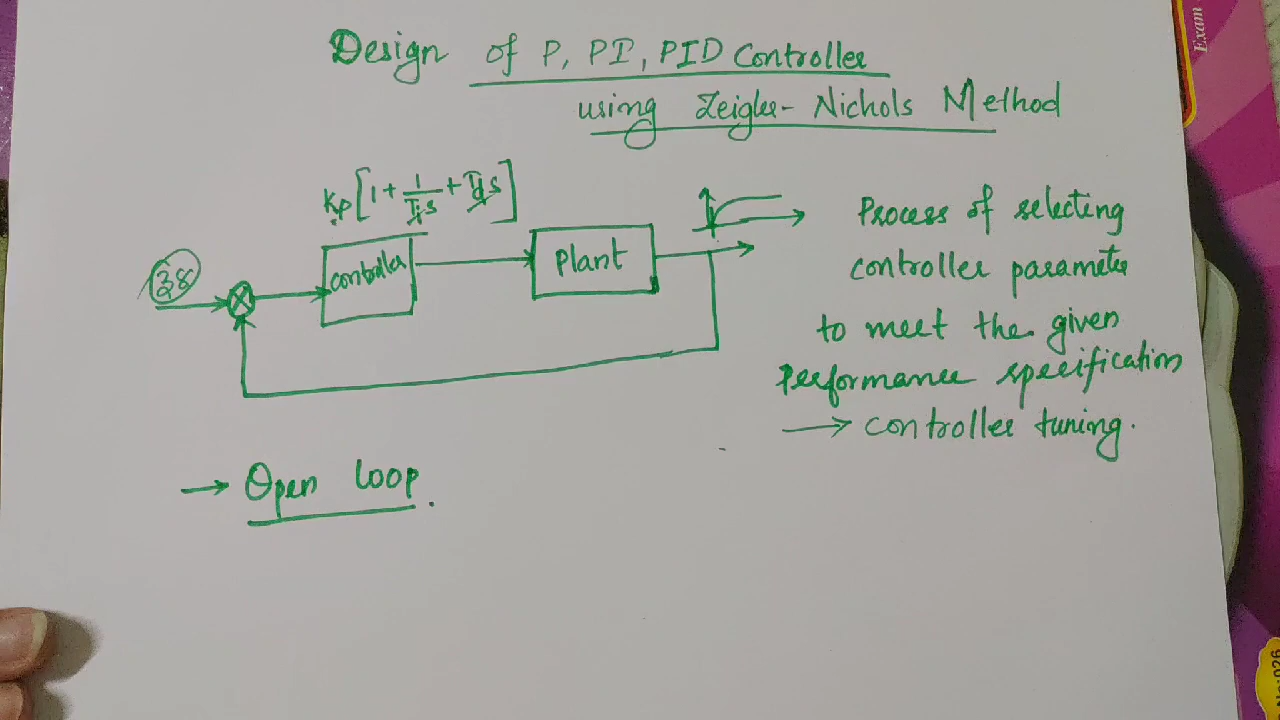 Design of P, PI, PID Controller
using Zeigler-Nichols Method
Kp[1+1/Tis+Tds]
38
controller
Plant
Process of selecting
controller parameter
to meet the given
Performance specification
→ controller tuning.
→ Open loop.
Exam